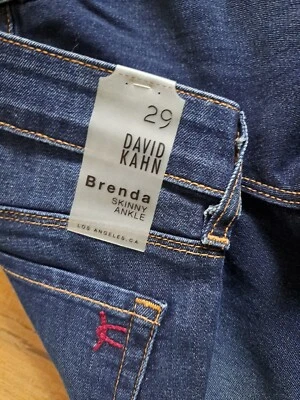 29
DAVID
KAHN
Brenda
SKINNY
ANKLE
LOS ANGELES, CA